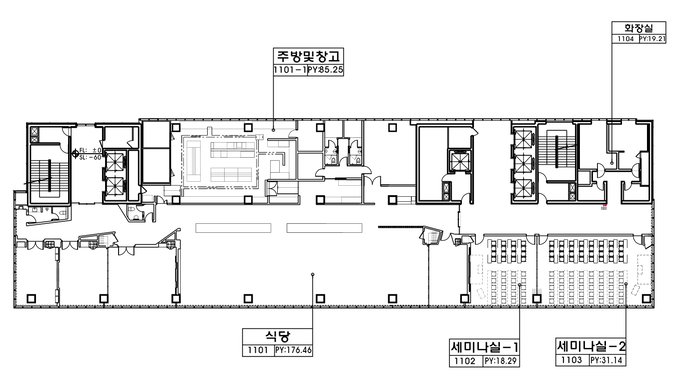 화장실
1104 PY:19.21
주방및창고
1101-1 PY:85.25
FL: ±0
SL: -60
식당
1101 PY:176.46
세미나실-1
1102 PY:18.29
세미나실-2
1103 PY:31.14